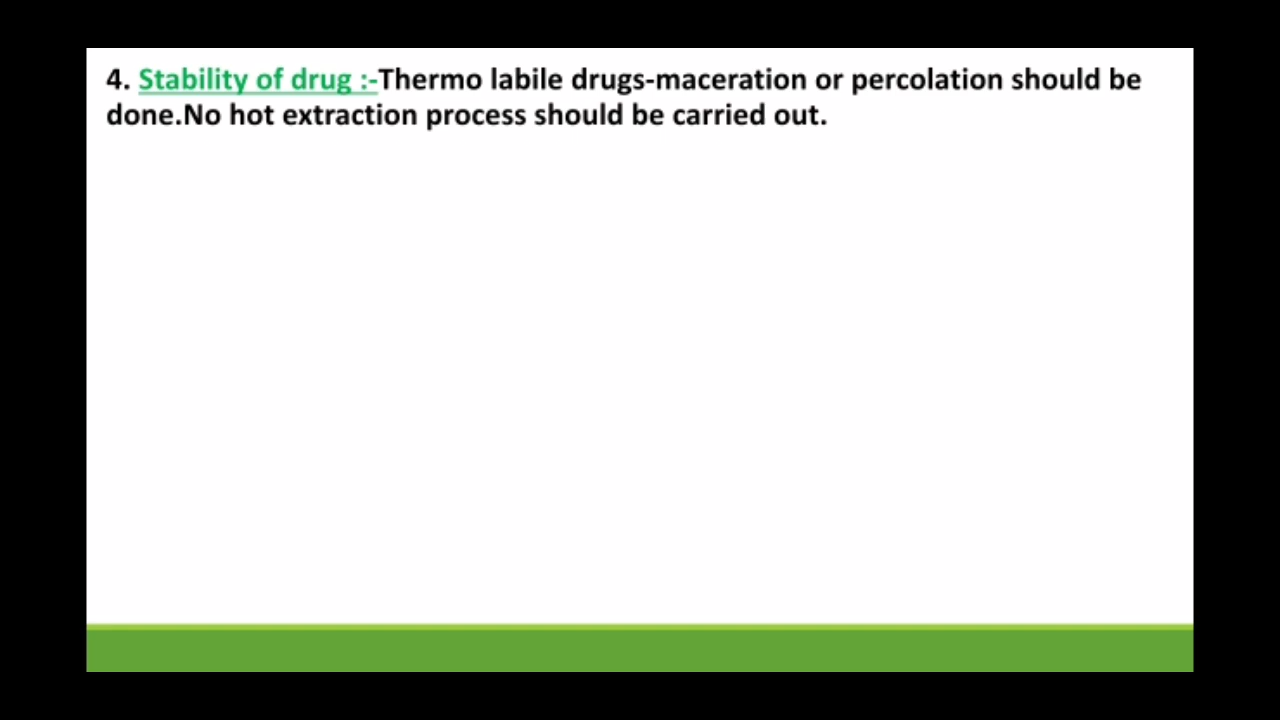 4. Stability of drug :-Thermo labile drugs-maceration or percolation should be
done.No hot extraction process should be carried out.